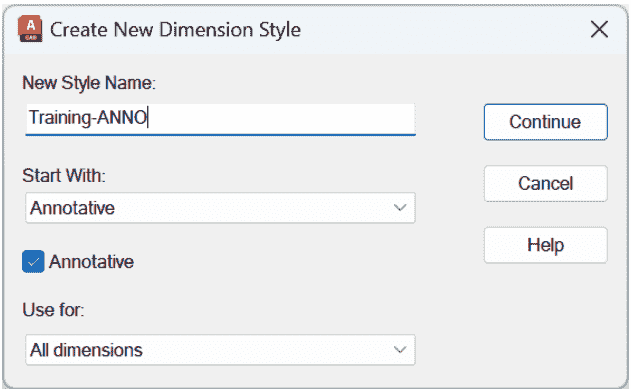 A
CAD
Create New Dimension Style
New Style Name:
Training-ANNO
Continue
Start With:
Cancel
Annotative
Annotative
Help
Use for:
All dimensions